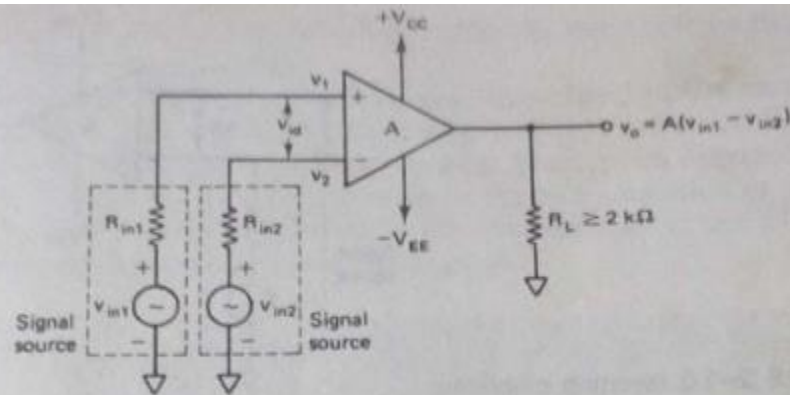 +V_CC
v_1
+
v_id
A
v_o = A(v_in1 − v_in2)
−
v_2
R_in1
R_in2
−V_EE
R_L ≥ 2 kΩ
+
+
v_in1
~
~
v_in2
Signal
source
Signal
source
−
−